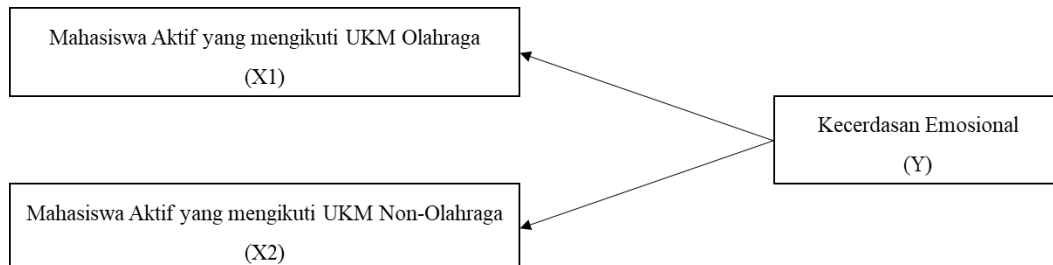 Mahasiswa Aktif yang mengikuti UKM Olahraga
(X1)
Kecerdasan Emosional
(Y)
Mahasiswa Aktif yang mengikuti UKM Non-Olahraga
(X2)